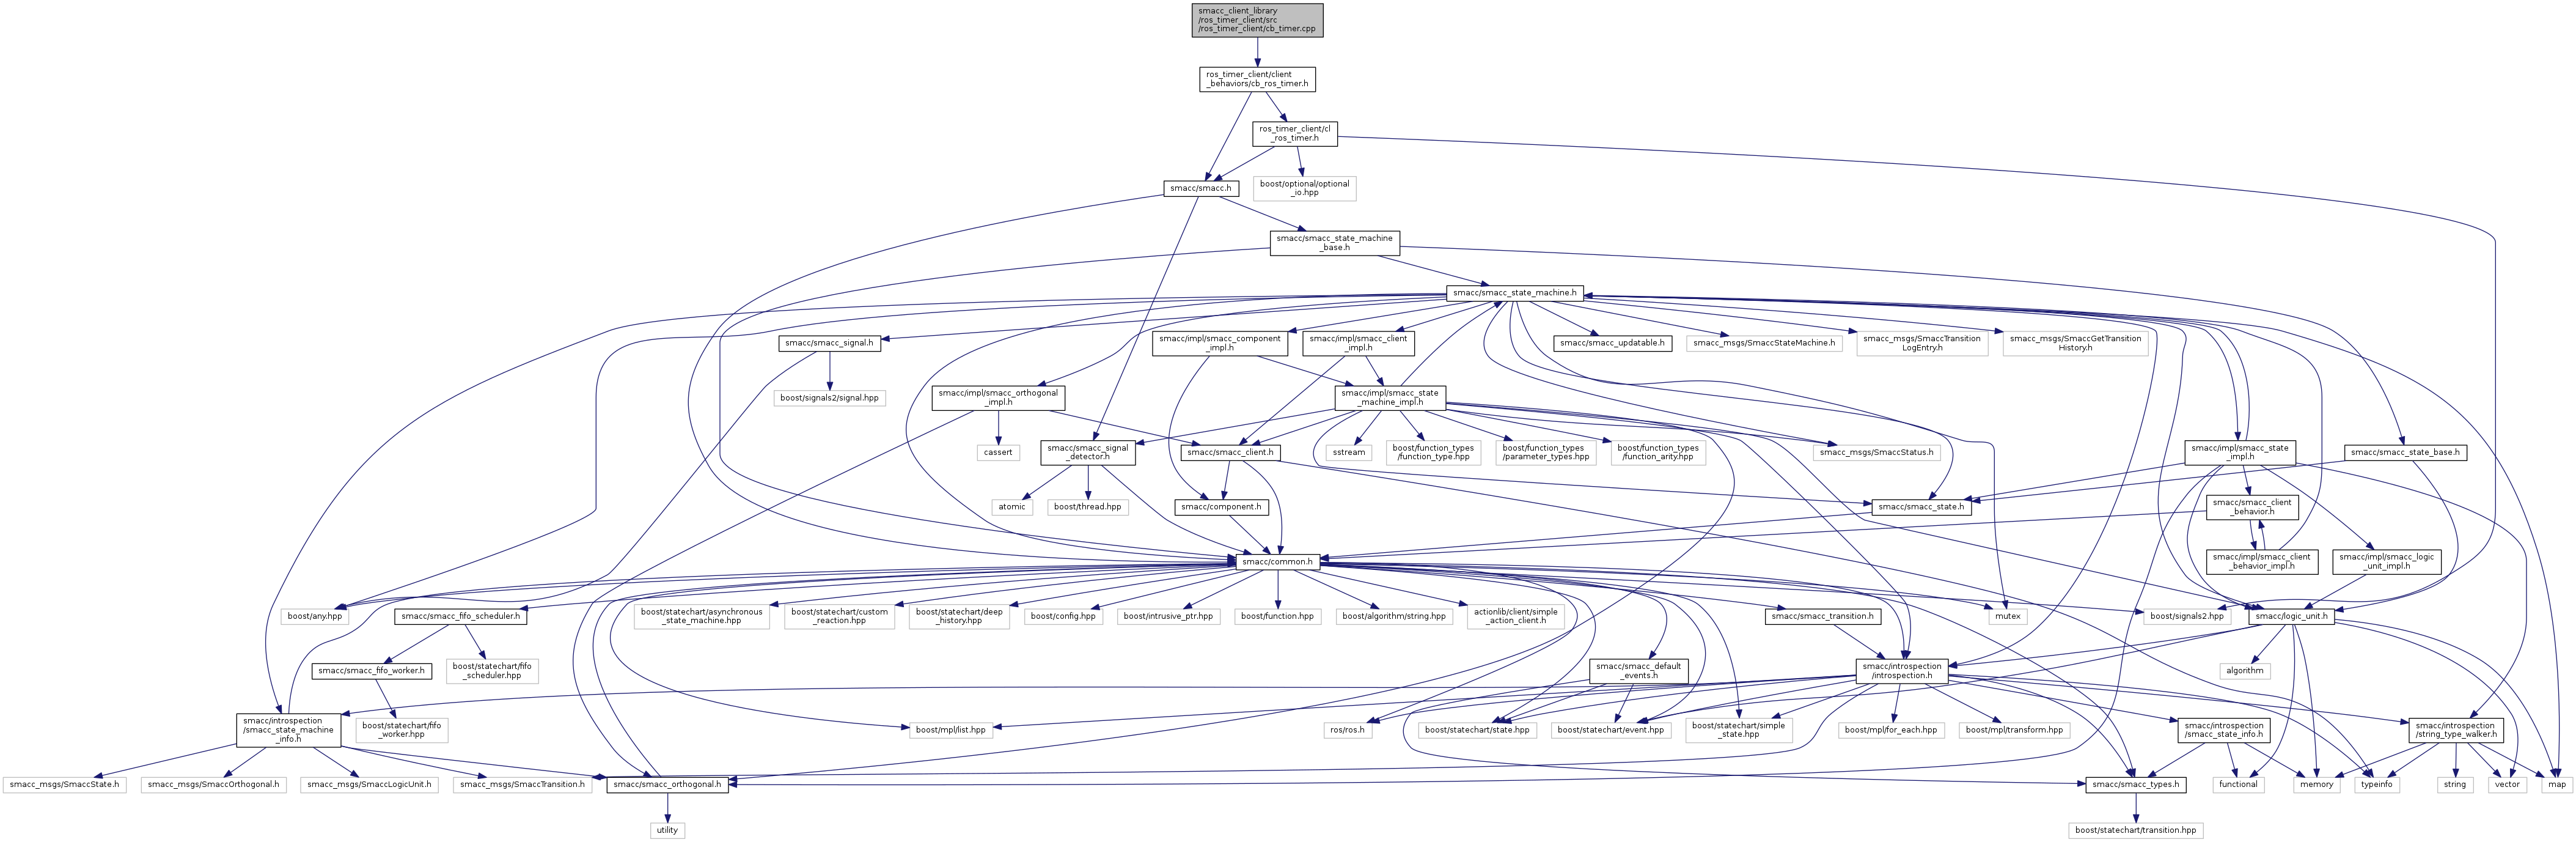 smacc_client_library
/ros_timer_client/src
/ros_timer_client/cb_timer.cpp
ros_timer_client/client
_behaviors/cb_ros_timer.h
ros_timer_client/cl
_ros_timer.h
smacc/smacc.h
boost/optional/optional
_io.hpp
smacc/smacc_state_machine
_base.h
smacc/smacc_state_machine.h
smacc/smacc_signal.h
smacc/impl/smacc_component
_impl.h
smacc/impl/smacc_client
_impl.h
smacc/smacc_updatable.h
smacc_msgs/SmaccStateMachine.h
smacc_msgs/SmaccTransition
LogEntry.h
smacc_msgs/SmaccGetTransition
History.h
boost/signals2/signal.hpp
smacc/impl/smacc_orthogonal
_impl.h
smacc/impl/smacc_state
_machine_impl.h
cassert
smacc/smacc_signal
_detector.h
smacc/smacc_client.h
sstream
boost/function_types
/function_type.hpp
boost/function_types
/parameter_types.hpp
boost/function_types
/function_arity.hpp
smacc_msgs/SmaccStatus.h
smacc/impl/smacc_state
_impl.h
smacc/smacc_state_base.h
atomic
boost/thread.hpp
smacc/component.h
smacc/smacc_state.h
smacc/smacc_client
_behavior.h
smacc/common.h
smacc/impl/smacc_client
_behavior_impl.h
smacc/impl/smacc_logic
_unit_impl.h
boost/any.hpp
smacc/smacc_fifo_scheduler.h
boost/statechart/asynchronous
_state_machine.hpp
boost/statechart/custom
_reaction.hpp
boost/statechart/deep
_history.hpp
boost/config.hpp
boost/intrusive_ptr.hpp
boost/function.hpp
boost/algorithm/string.hpp
actionlib/client/simple
_action_client.h
smacc/smacc_transition.h
mutex
boost/signals2.hpp
smacc/logic_unit.h
smacc/smacc_fifo_worker.h
boost/statechart/fifo
_scheduler.hpp
smacc/smacc_default
_events.h
smacc/introspection
/introspection.h
algorithm
smacc/introspection
/smacc_state_machine
_info.h
boost/statechart/fifo
_worker.hpp
boost/mpl/list.hpp
ros/ros.h
boost/statechart/state.hpp
boost/statechart/event.hpp
boost/statechart/simple
_state.hpp
boost/mpl/for_each.hpp
boost/mpl/transform.hpp
smacc/introspection
/smacc_state_info.h
smacc/introspection
/string_type_walker.h
smacc_msgs/SmaccState.h
smacc_msgs/SmaccOrthogonal.h
smacc_msgs/SmaccLogicUnit.h
smacc_msgs/SmaccTransition.h
smacc/smacc_orthogonal.h
smacc/smacc_types.h
functional
memory
typeinfo
string
vector
map
utility
boost/statechart/transition.hpp